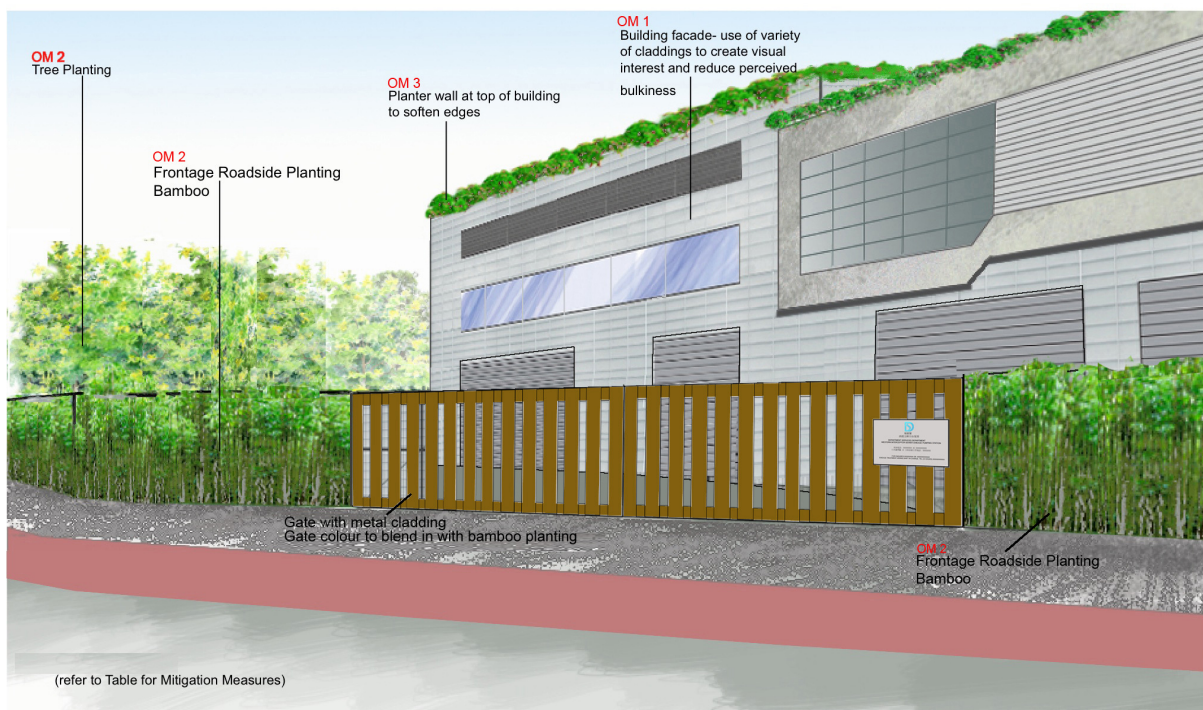 OM 1
Building facade- use of variety
of claddings to create visual
interest and reduce perceived
bulkiness
OM 2
Tree Planting
OM 3
Planter wall at top of building
to soften edges
OM 2
Frontage Roadside Planting
Bamboo
Gate with metal cladding
Gate colour to blend in with bamboo planting
OM 2
Frontage Roadside Planting
Bamboo
(refer to Table for Mitigation Measures)